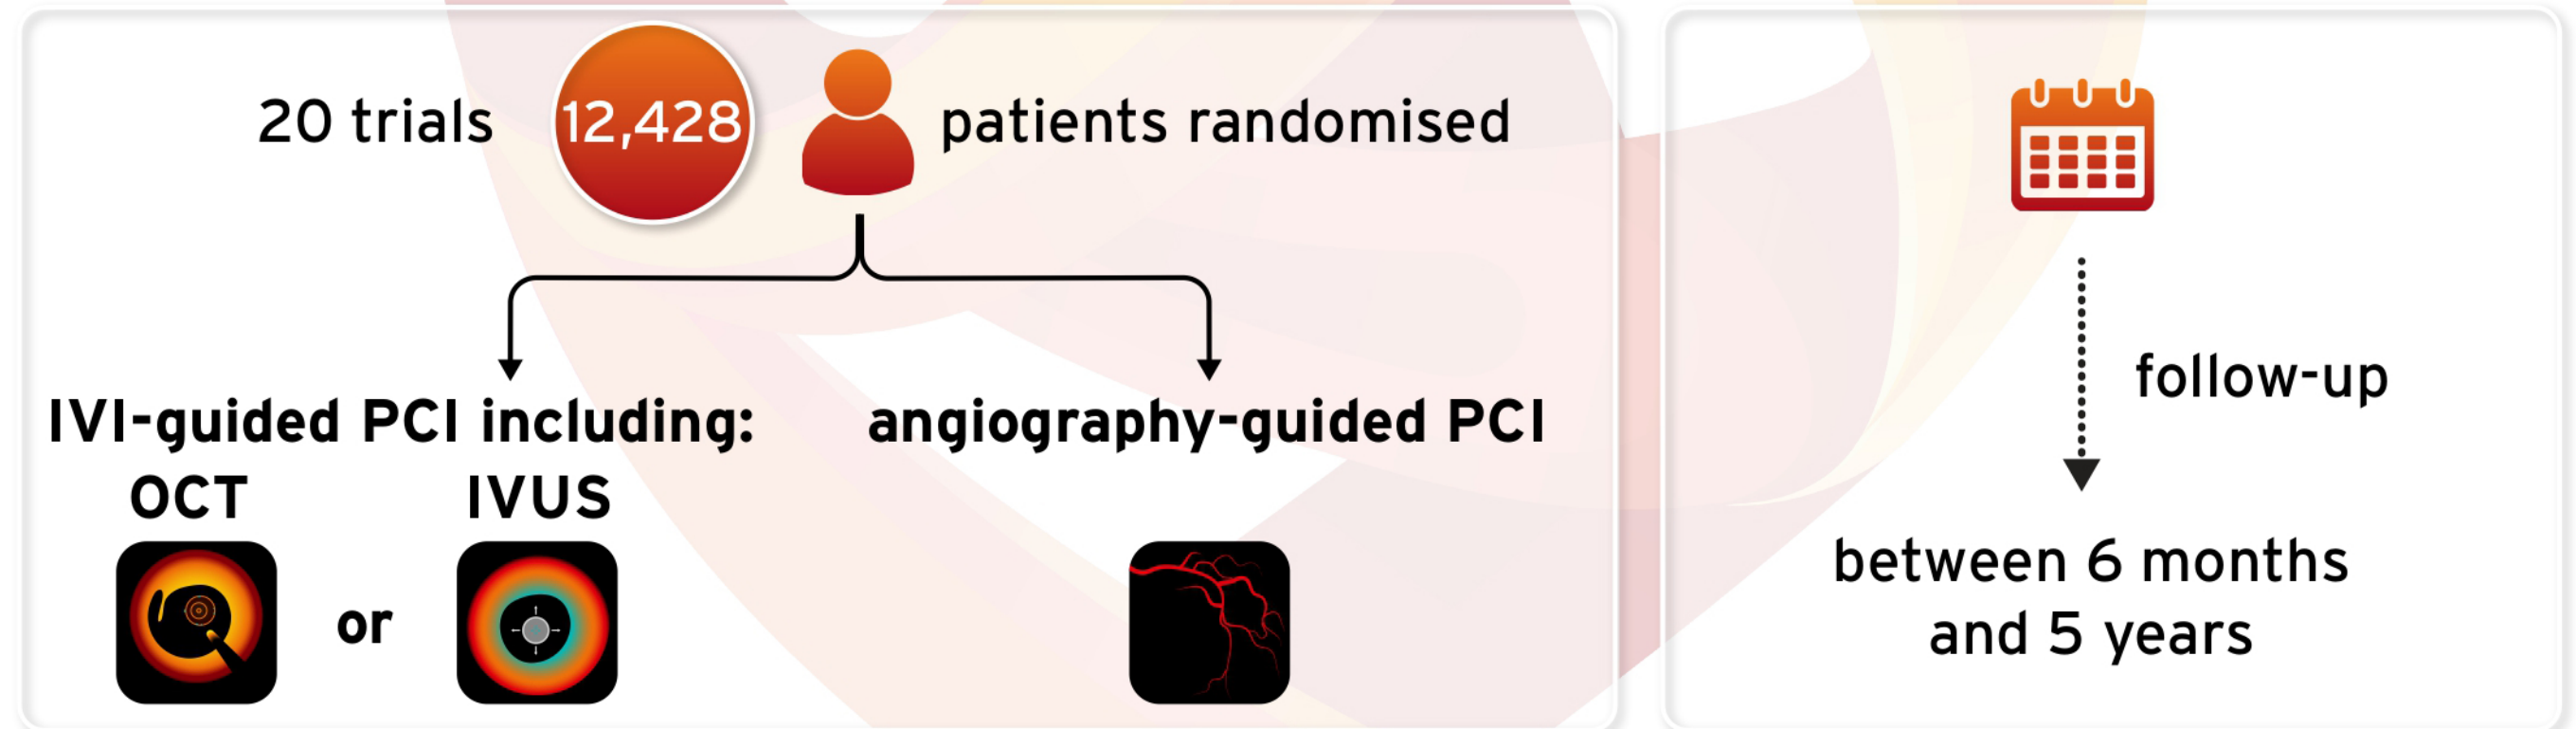 20 trials 12,428 patients randomised
IVI-guided PCI including:
OCT
IVUS
or
angiography-guided PCI
follow-up
between 6 months
and 5 years